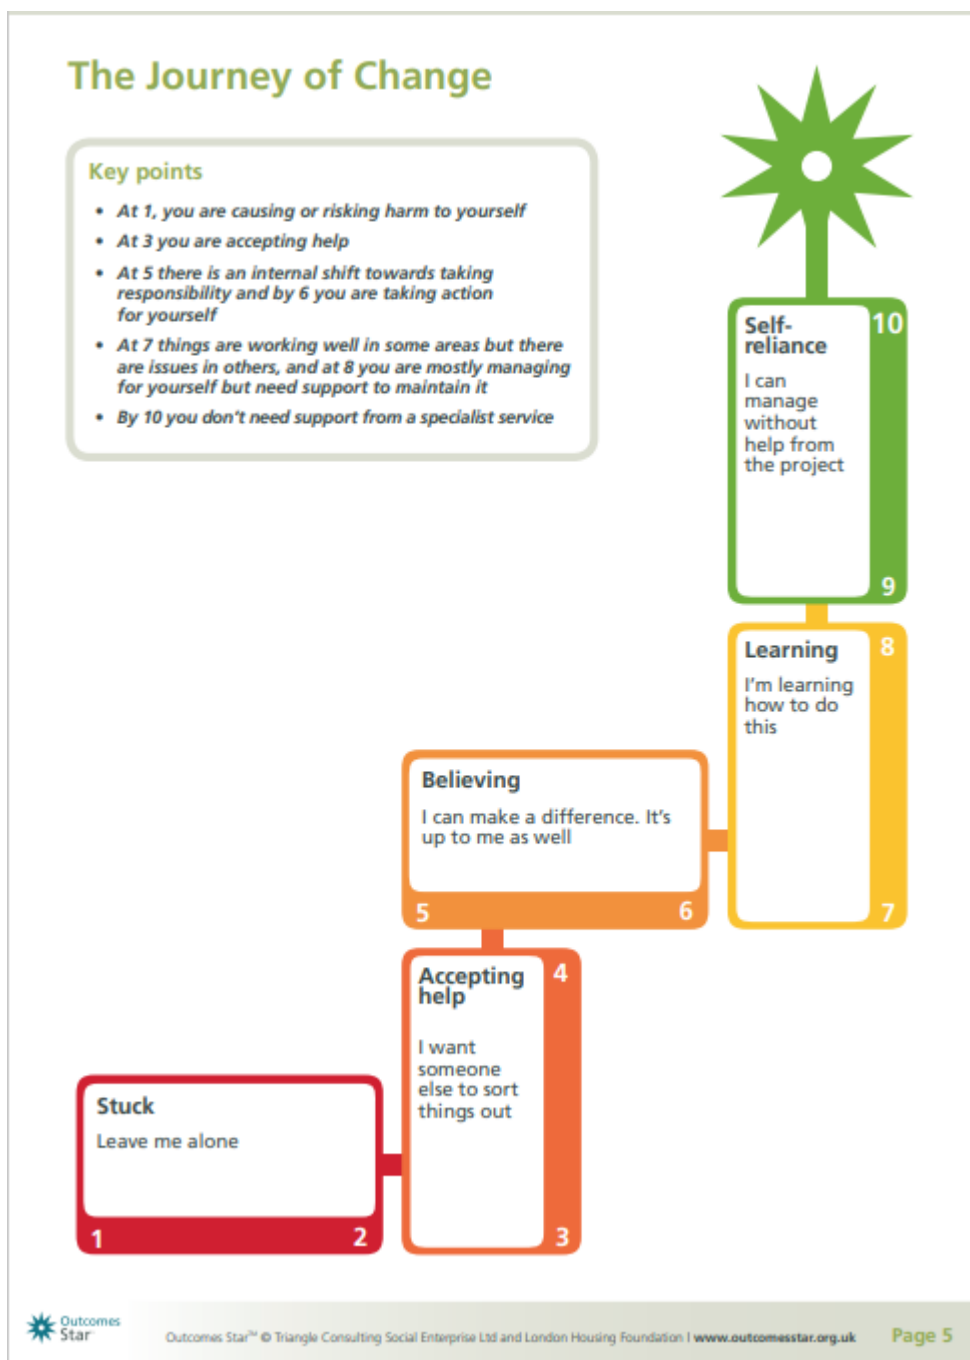 The Journey of Change
Key points
• At 1, you are causing or risking harm to yourself
• At 3 you are accepting help
• At 5 there is an internal shift towards taking
responsibility and by 6 you are taking action
for yourself
• At 7 things are working well in some areas but there
are issues in others, and at 8 you are mostly managing
for yourself but need support to maintain it
• By 10 you don't need support from a specialist service
Self-
reliance
10
I can
manage
without
help from
the project
9
Learning
8
I'm learning
how to do
this
7
Believing
I can make a difference. It's
up to me as well
5 6
Accepting
help
4
I want
someone
else to sort
things out
3
Stuck
Leave me alone
1 2
Outcomes
Star™
Outcomes Star™ © Triangle Consulting Social Enterprise Ltd and London Housing Foundation | www.outcomesstar.org.uk
Page 5